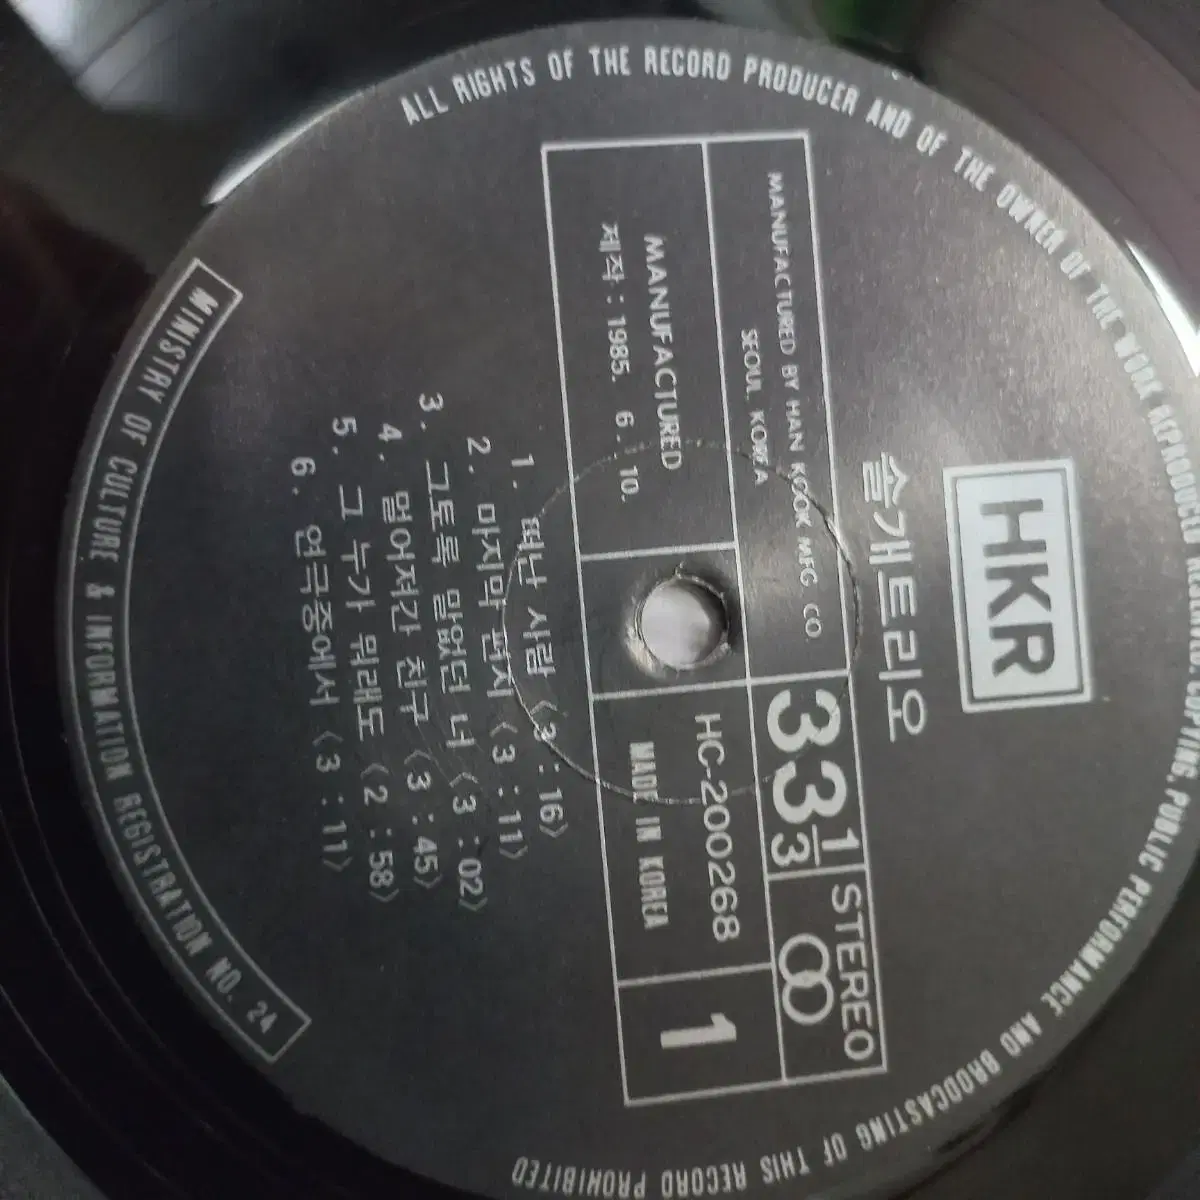 ALL RIGHTS OF THE RECORD PRODUCER AND OF THE OWNER OF THE WORK REPRODUCED RESERVED. COPYING, PUBLIC PERFORMANCE AND BRODCASTING OF THIS RECORD PROHIBITED
HKR
솔개트리오
MANUFACTURED BY HAN KOOK MFG CO
SEOUL, KOREA
33 1/3
STEREO
MANUFACTURED
제작 : 1985. 6. 10.
HC-200268
MADE IN KOREA
1
1. 떠난 사람 〈3 : 16〉
2. 마지막 편지 〈3 : 11〉
3. 그토록 말없던 너 〈3 : 02〉
4. 멀어져간 친구 〈3 : 45〉
5. 그 누가 뭐래도 〈2 : 58〉
6. 연극중에서 〈3 : 11〉
MINISTRY OF CULTURE & INFORMATION REGISTRATION NO. 24